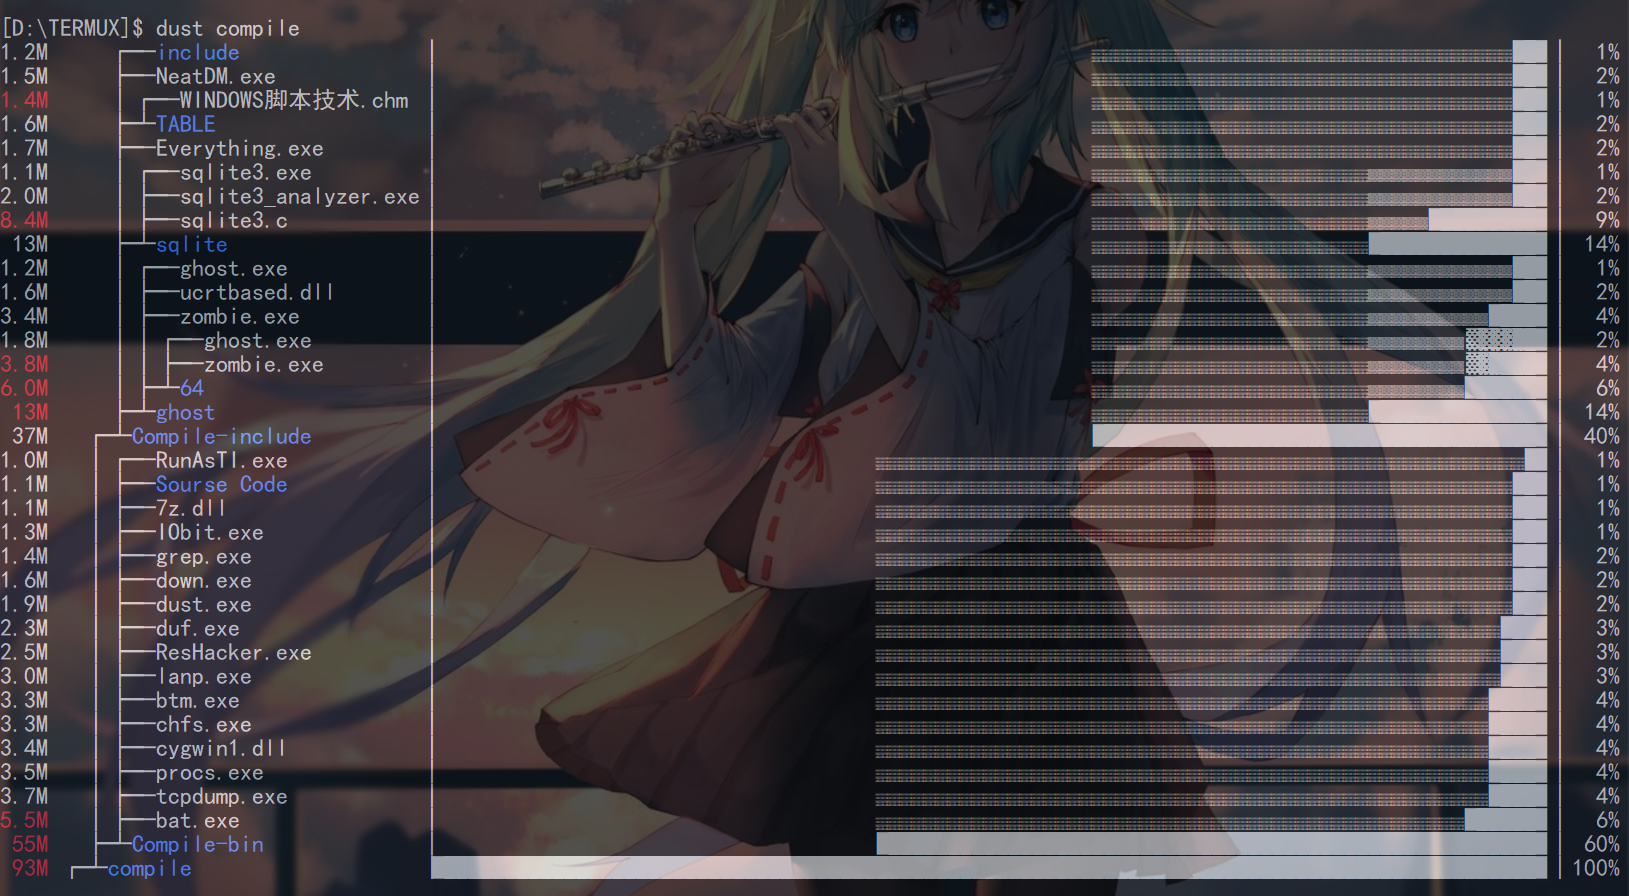 [D:\TERMUX]$ dust compile
1.2M ┌──include 1%
1.5M ├──NeatDM.exe 2%
1.4M ┌──WINDOWS脚本技术.chm 1%
1.6M ├─┴TABLE 2%
1.7M ├──Everything.exe 2%
1.1M ┌──sqlite3.exe 1%
2.0M ├──sqlite3_analyzer.exe 2%
8.4M ├──sqlite3.c 9%
13M ├─┴sqlite 14%
1.2M ┌──ghost.exe 1%
1.6M ├──ucrtbased.dll 2%
3.4M ├──zombie.exe 4%
1.8M ┌──ghost.exe 2%
3.8M ├──zombie.exe 4%
6.0M ├─┴64 6%
13M ├─┴ghost 14%
37M ┌─┴Compile-include 40%
1.0M ┌──RunAsTI.exe 1%
1.1M ├──Sourse Code 1%
1.1M ├──7z.dll 1%
1.3M ├──IObit.exe 1%
1.4M ├──grep.exe 2%
1.6M ├──down.exe 2%
1.9M ├──dust.exe 2%
2.3M ├──duf.exe 3%
2.5M ├──ResHacker.exe 3%
3.0M ├──lanp.exe 3%
3.3M ├──btm.exe 4%
3.3M ├──chfs.exe 4%
3.4M ├──cygwin1.dll 4%
3.5M ├──procs.exe 4%
3.7M ├──tcpdump.exe 4%
5.5M ├──bat.exe 6%
55M ├─┴Compile-bin 60%
93M ┌─┴compile 100%